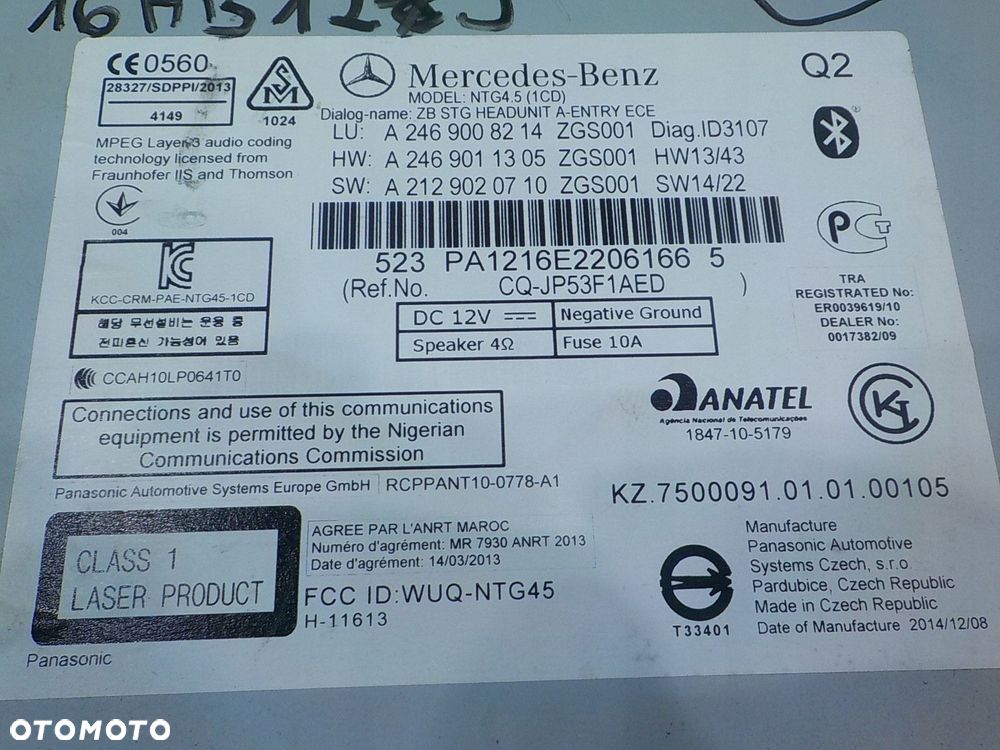 CE0560
28327/SDPPI/2013
4149
SM
1024
MPEG Layer-3 audio coding
technology licensed from
Fraunhofer IIS and Thomson
004
Mercedes-Benz
MODEL: NTG4.5 (1CD)
Dialog-name: ZB STG HEADUNIT A-ENTRY ECE
LU: A 246 900 82 14 ZGS001 Diag.ID3107
HW: A 246 901 13 05 ZGS001 HW13/43
SW: A 212 902 07 10 ZGS001 SW14/22
Q2
523 PA1216E2206166 5
(Ref.No. CQ-JP53F1AED )
DC 12V
Negative Ground
Speaker 4Ω
Fuse 10A
KCC-CRM-PAE-NTG45-1CD
해당 무선설비는 운용 중
전파혼신 가능성이 있음
CCAH10LP0641T0
TRA
REGISTRATED No:
ER0039619/10
DEALER No:
0017382/09
Connections and use of this communications
equipment is permitted by the Nigerian
Communications Commission
ANATEL
Agência Nacional de Telecomunicações
1847-10-5179
Panasonic Automotive Systems Europe GmbH
RCPPANT10-0778-A1
KZ.7500091.01.01.00105
CLASS 1
LASER PRODUCT
AGREE PAR L'ANRT MAROC
Numéro d'agrément: MR 7930 ANRT 2013
Date d'agrément: 14/03/2013
FCC ID:WUQ-NTG45
H-11613
T33401
Manufacture
Panasonic Automotive
Systems Czech, s.r.o.
Pardubice, Czech Republic
Made in Czech Republic
Date of Manufacture 2014/12/08
Panasonic
OTOMOTO